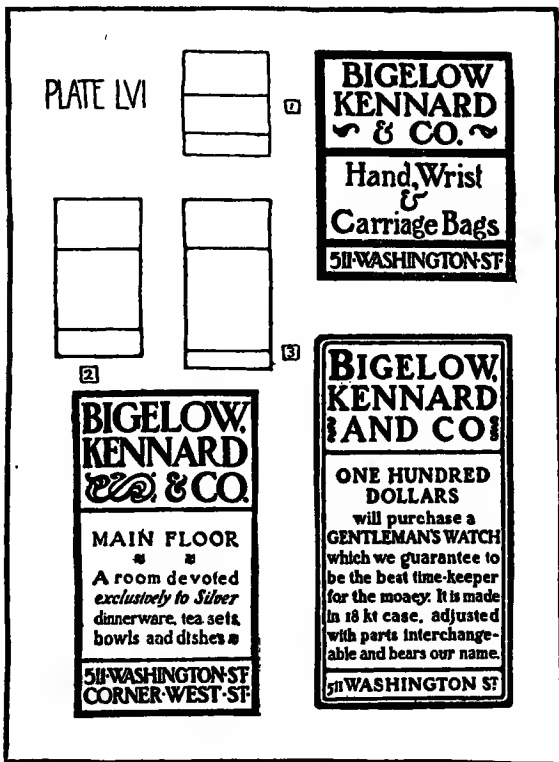 PLATE LVI
1
BIGELOW
KENNARD
& CO.
Hand, Wrist
&
Carriage Bags
511·WASHINGTON·ST·
2
3
BIGELOW,
KENNARD
& CO.
MAIN FLOOR
A room devoted
exclusively to Silver
dinnerware, tea sets,
bowls and dishes
511·WASHINGTON·ST·
CORNER·WEST·ST·
BIGELOW,
KENNARD
AND CO
ONE HUNDRED
DOLLARS
will purchase a
GENTLEMAN'S WATCH
which we guarantee to
be the best time-keeper
for the moaey. It is made
in 18 kt case, adjusted
with parts interchange-
able and bears our name.
511 WASHINGTON ST